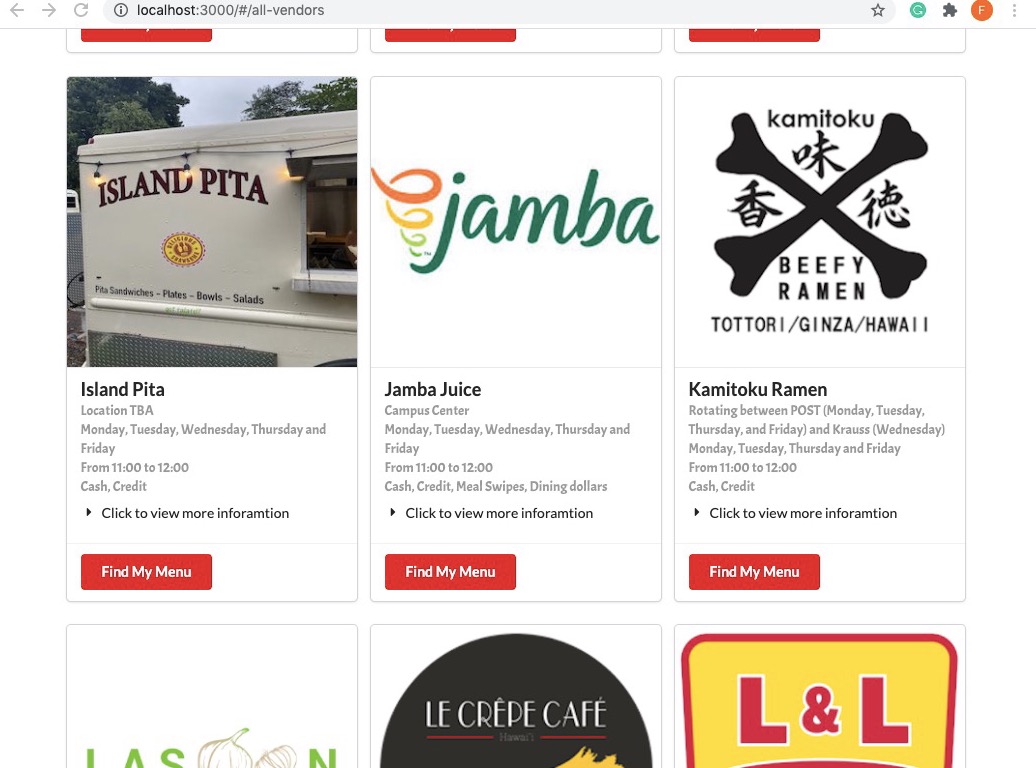 localhost:3000/#/all-vendors
F
ISLAND PITA
Pita Sandwiches - Plates - Bowls - Salads
jamba
TM
kamitoku
味
香 徳
BEEFY
RAMEN
TOTTORI/GINZA/HAWAII
Island Pita
Location TBA
Monday, Tuesday, Wednesday, Thursday and
Friday
From 11:00 to 12:00
Cash, Credit
Click to view more inforamtion
Find My Menu
Jamba Juice
Campus Center
Monday, Tuesday, Wednesday, Thursday and
Friday
From 11:00 to 12:00
Cash, Credit, Meal Swipes, Dining dollars
Click to view more inforamtion
Find My Menu
Kamitoku Ramen
Rotating between POST (Monday, Tuesday,
Thursday, and Friday) and Krauss (Wednesday)
Monday, Tuesday, Thursday and Friday
From 11:00 to 12:00
Cash, Credit
Click to view more inforamtion
Find My Menu
LE CRÊPE CAFÉ
Hawai'i
L & L